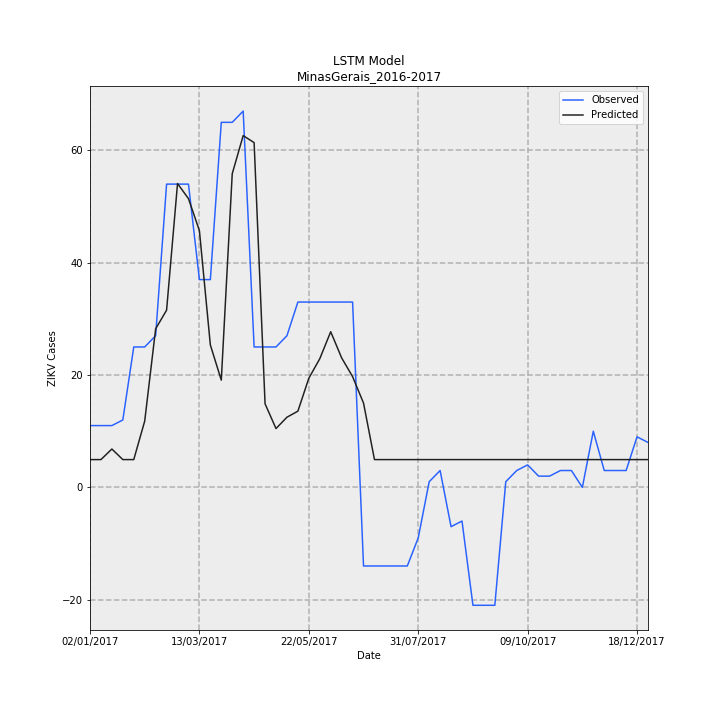 LSTM Model
MinasGerais_2016-2017
Observed
Predicted
ZIKV Cases
60
40
20
0
−20
02/01/2017
13/03/2017
22/05/2017
31/07/2017
09/10/2017
18/12/2017
Date